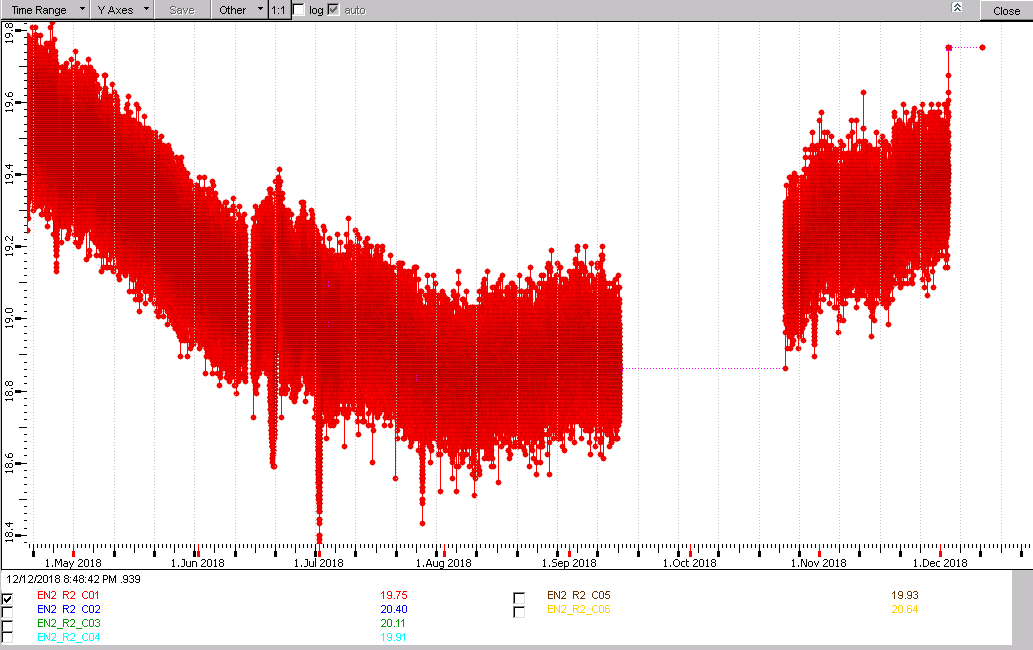 Time Range Y Axes Save Other 1:1 log auto Close
19.8
19.6
19.4
19.2
19.0
18.8
18.6
18.4
1.May 2018 1.Jun 2018 1.Jul 2018 1.Aug 2018 1.Sep 2018 1.Oct 2018 1.Nov 2018 1.Dec 2018
12/12/2018 8:48:42 PM .939
EN2_R2_C01 19.75 EN2_R2_C05 19.93
EN2_R2_C02 20.40 EN2_R2_C06 20.64
EN2_R2_C03 20.11
EN2_R2_C04 19.91